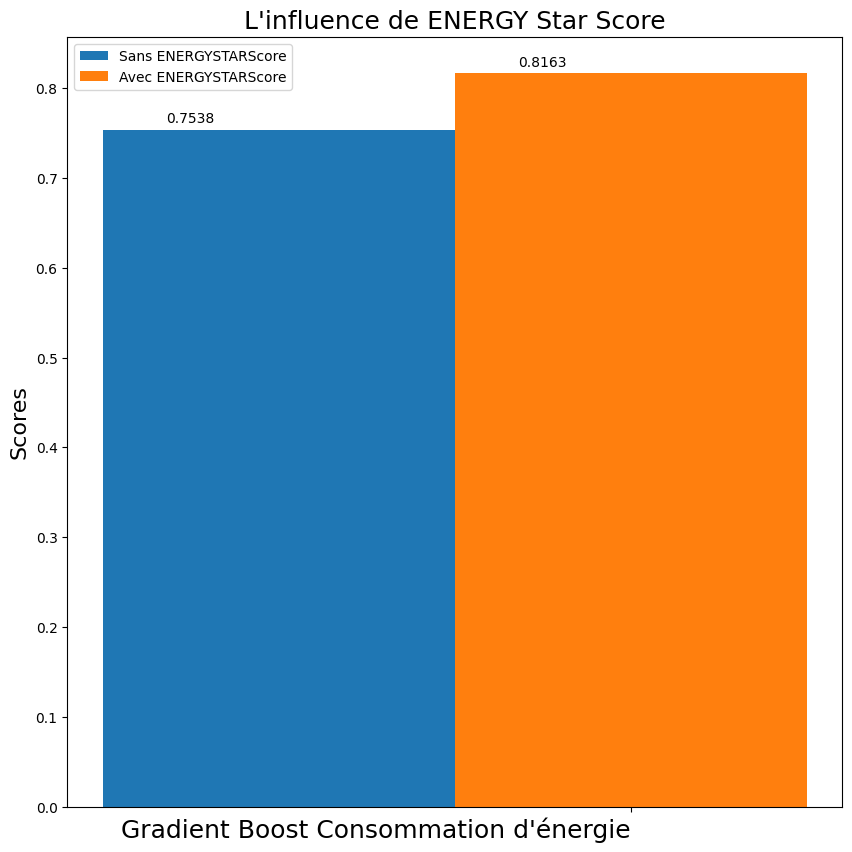 L'influence de ENERGY Star Score
Sans ENERGYSTARScore
Avec ENERGYSTARScore
0.8163
0.7538
0.8
0.7
0.6
0.5
0.4
0.3
0.2
0.1
0.0
Scores
Gradient Boost Consommation d'énergie